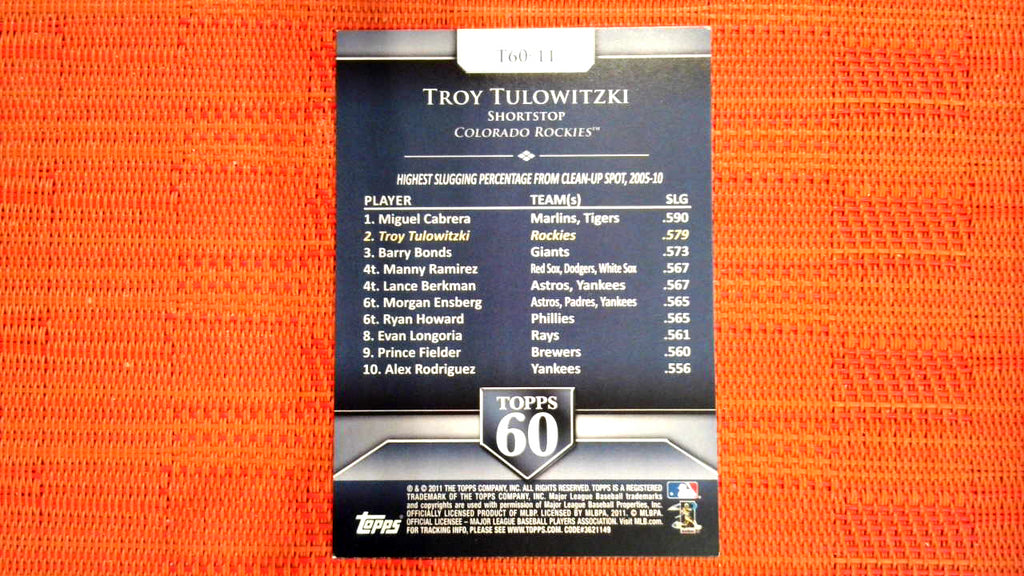 T60-11
TROY TULOWITZKI
SHORTSTOP
COLORADO ROCKIES™
HIGHEST SLUGGING PERCENTAGE FROM CLEAN-UP SPOT, 2005-10
PLAYER TEAM(s) SLG
1. Miguel Cabrera Marlins, Tigers .590
2. Troy Tulowitzki Rockies .579
3. Barry Bonds Giants .573
4t. Manny Ramirez Red Sox, Dodgers, White Sox .567
4t. Lance Berkman Astros, Yankees .567
6t. Morgan Ensberg Astros, Padres, Yankees .565
6t. Ryan Howard Phillies .565
8. Evan Longoria Rays .561
9. Prince Fielder Brewers .560
10. Alex Rodriguez Yankees .556
TOPPS
60
® & © 2011 THE TOPPS COMPANY, INC. ALL RIGHTS RESERVED. TOPPS IS A REGISTERED
TRADEMARK OF THE TOPPS COMPANY, INC. Major League Baseball trademarks
and copyrights are used with permission of Major League Baseball Properties, Inc.
OFFICIALLY LICENSED PRODUCT OF MLBP. LICENSED BY MLBPA. 2011. © MLBPA.
OFFICIAL LICENSEE – MAJOR LEAGUE BASEBALL PLAYERS ASSOCIATION. Visit MLB.com.
FOR TRACKING INFO, PLEASE SEE WWW.TOPPS.COM. CODE#3621149
Topps